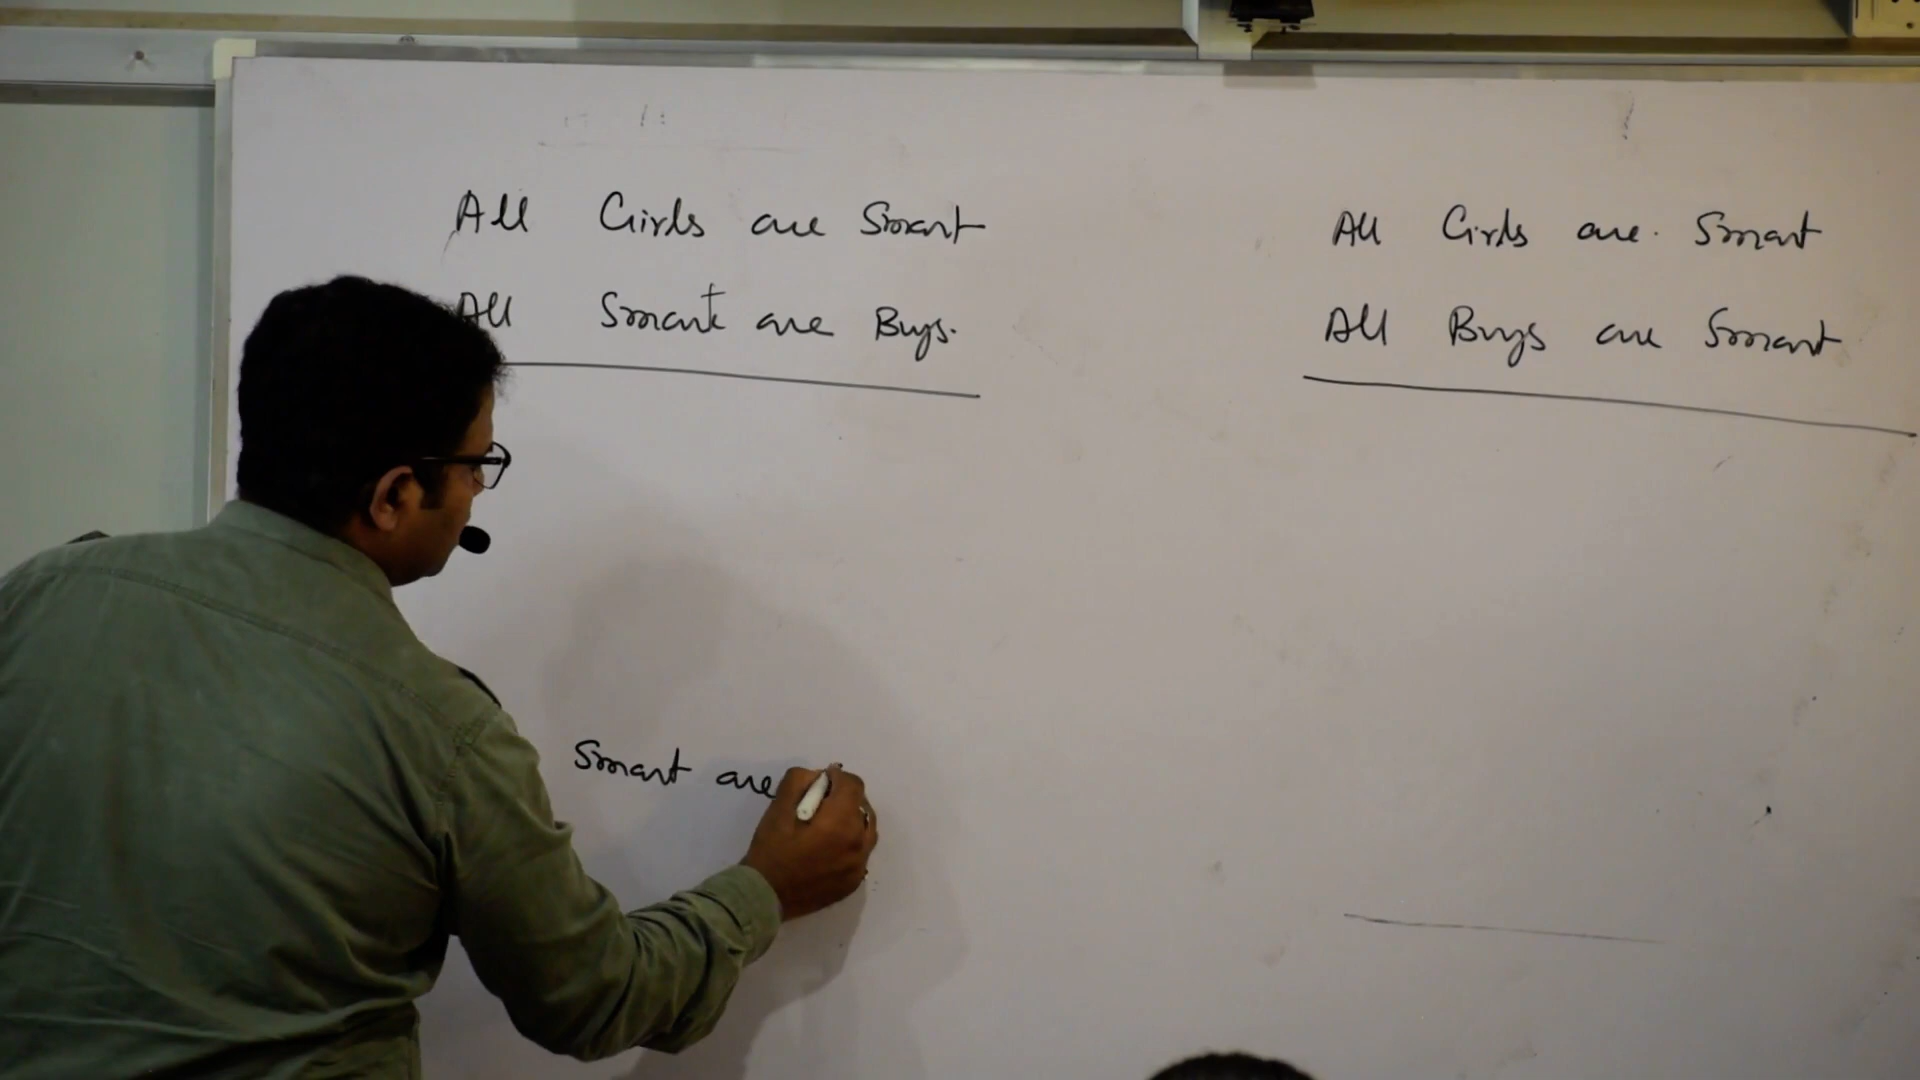 All Girls are Smart
All Smart are Boys.
Smart are
All Girls are. Smart
All Boys are Smart